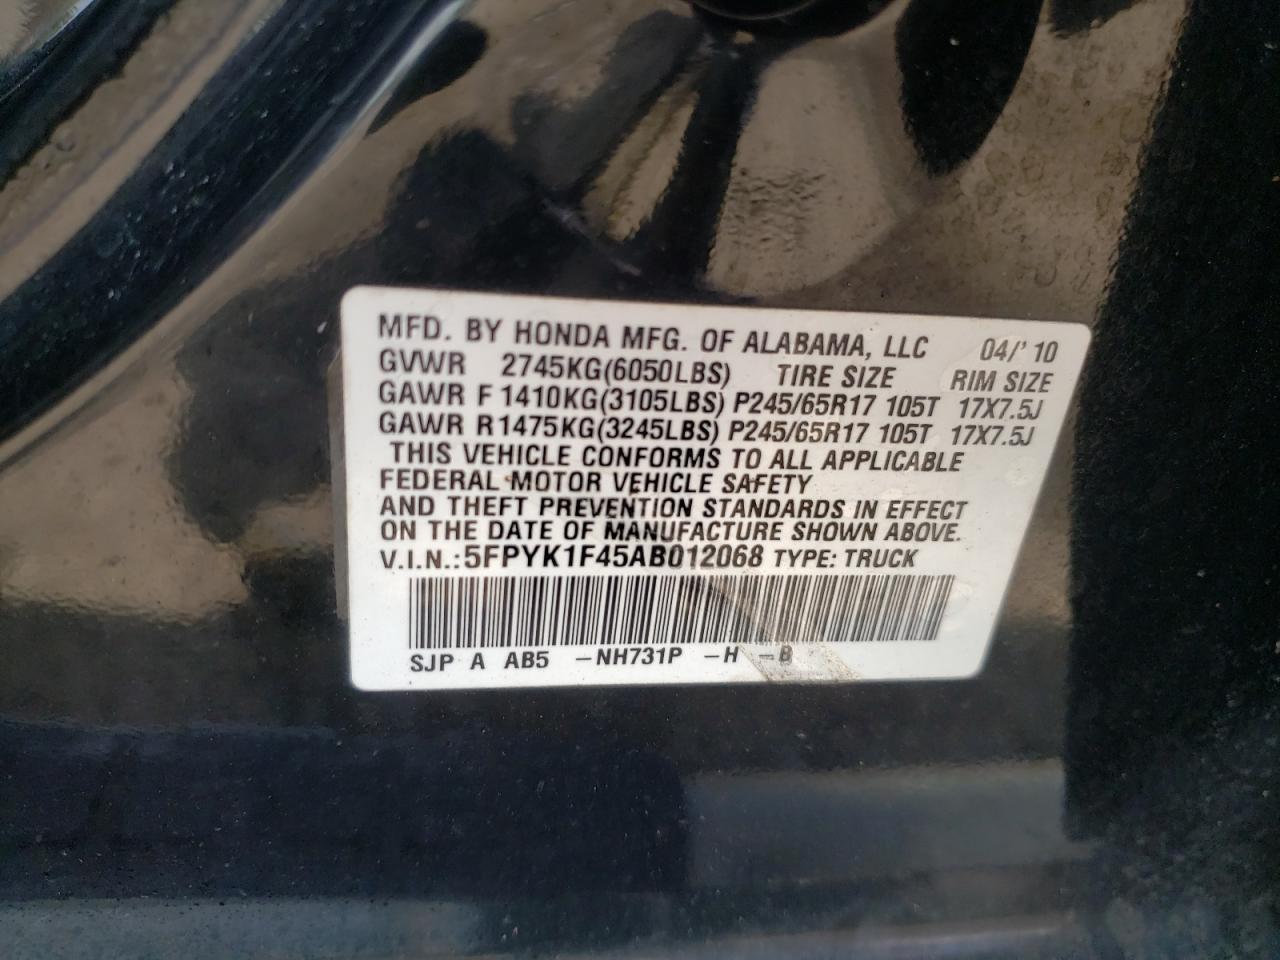 MFD. BY HONDA MFG. OF ALABAMA, LLC 04/'10
GVWR 2745KG(6050LBS) TIRE SIZE RIM SIZE
GAWR F 1410KG(3105LBS) P245/65R17 105T 17X7.5J
GAWR R1475KG(3245LBS) P245/65R17 105T 17X7.5J
THIS VEHICLE CONFORMS TO ALL APPLICABLE
FEDERAL MOTOR VEHICLE SAFETY
AND THEFT PREVENTION STANDARDS IN EFFECT
ON THE DATE OF MANUFACTURE SHOWN ABOVE.
V.I.N.:5FPYK1F45AB012068 TYPE: TRUCK
SJP A AB5 -NH731P -H -B